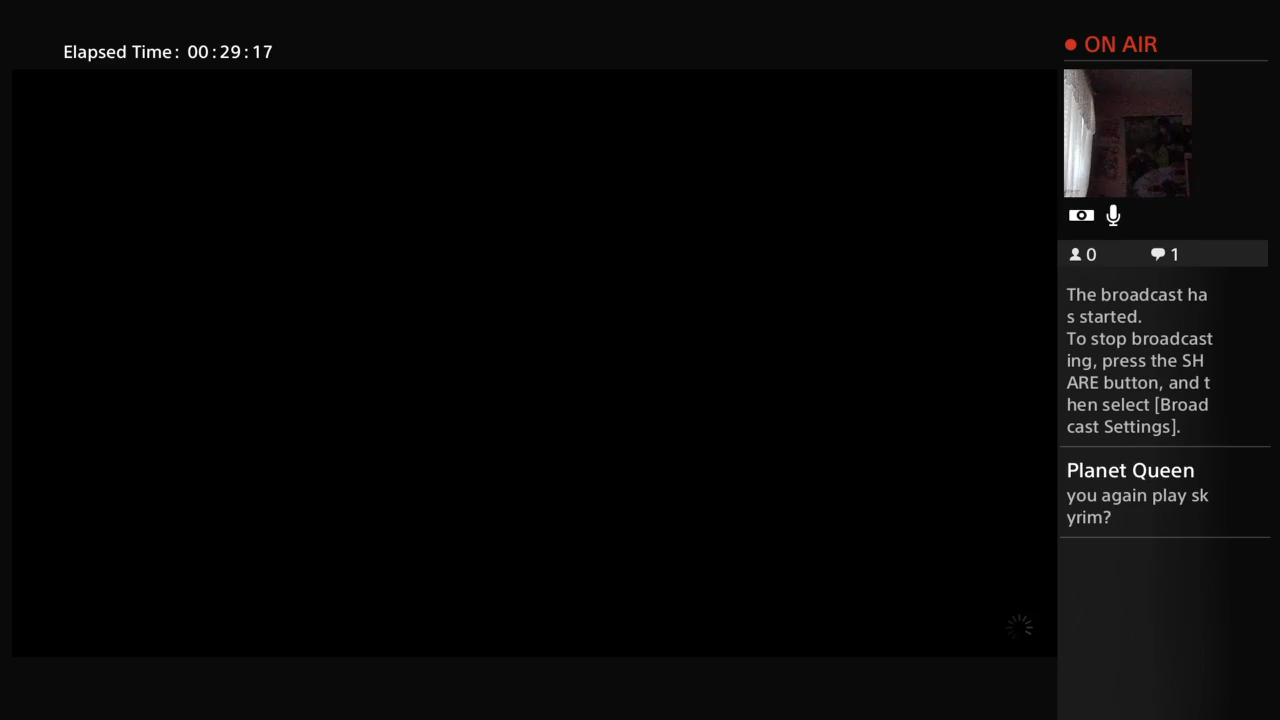 Elapsed Time: 00:29:17
ON AIR
0 1
The broadcast ha
s started.
To stop broadcast
ing, press the SH
ARE button, and t
hen select [Broad
cast Settings].
Planet Queen
you again play sk
yrim?